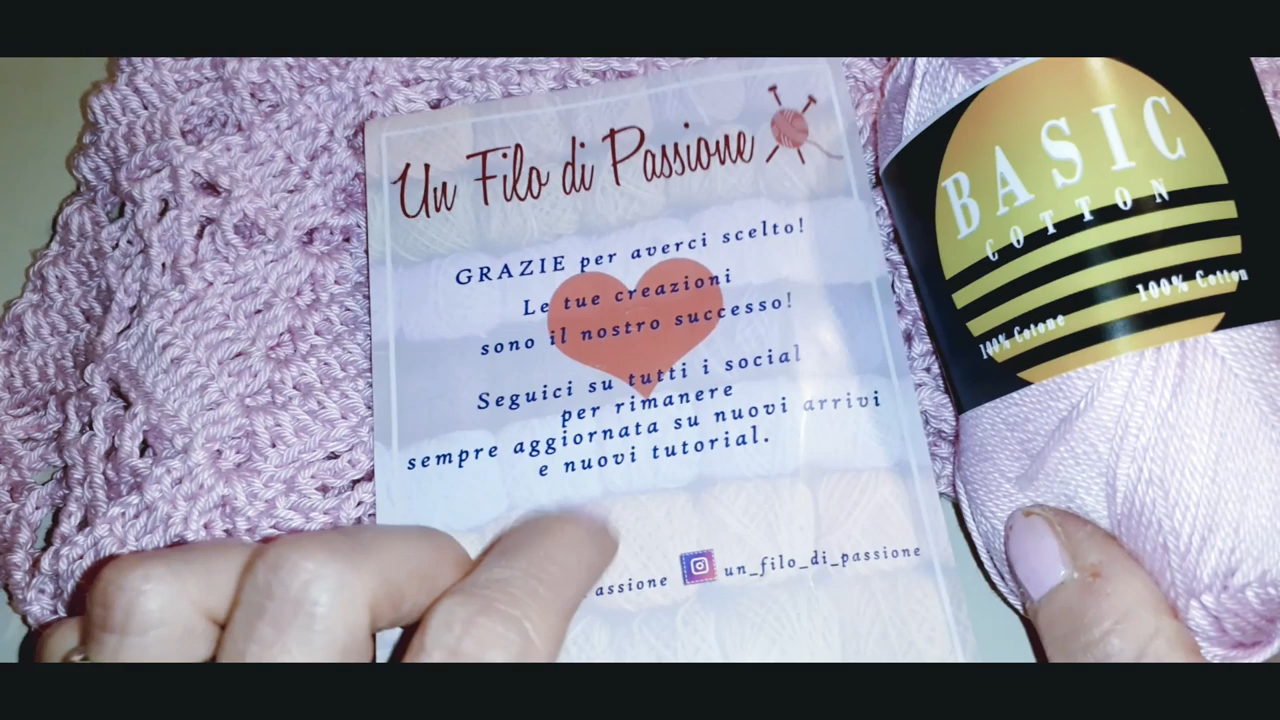 Un Filo di Passione
GRAZIE per averci scelto!
Le tue creazioni
sono il nostro successo!
Seguici su tutti i social
per rimanere
sempre aggiornata su nuovi arrivi
e nuovi tutorial.
assione un_filo_di_passione
BASIC
COTTON
100% Cotone 100% Cotton